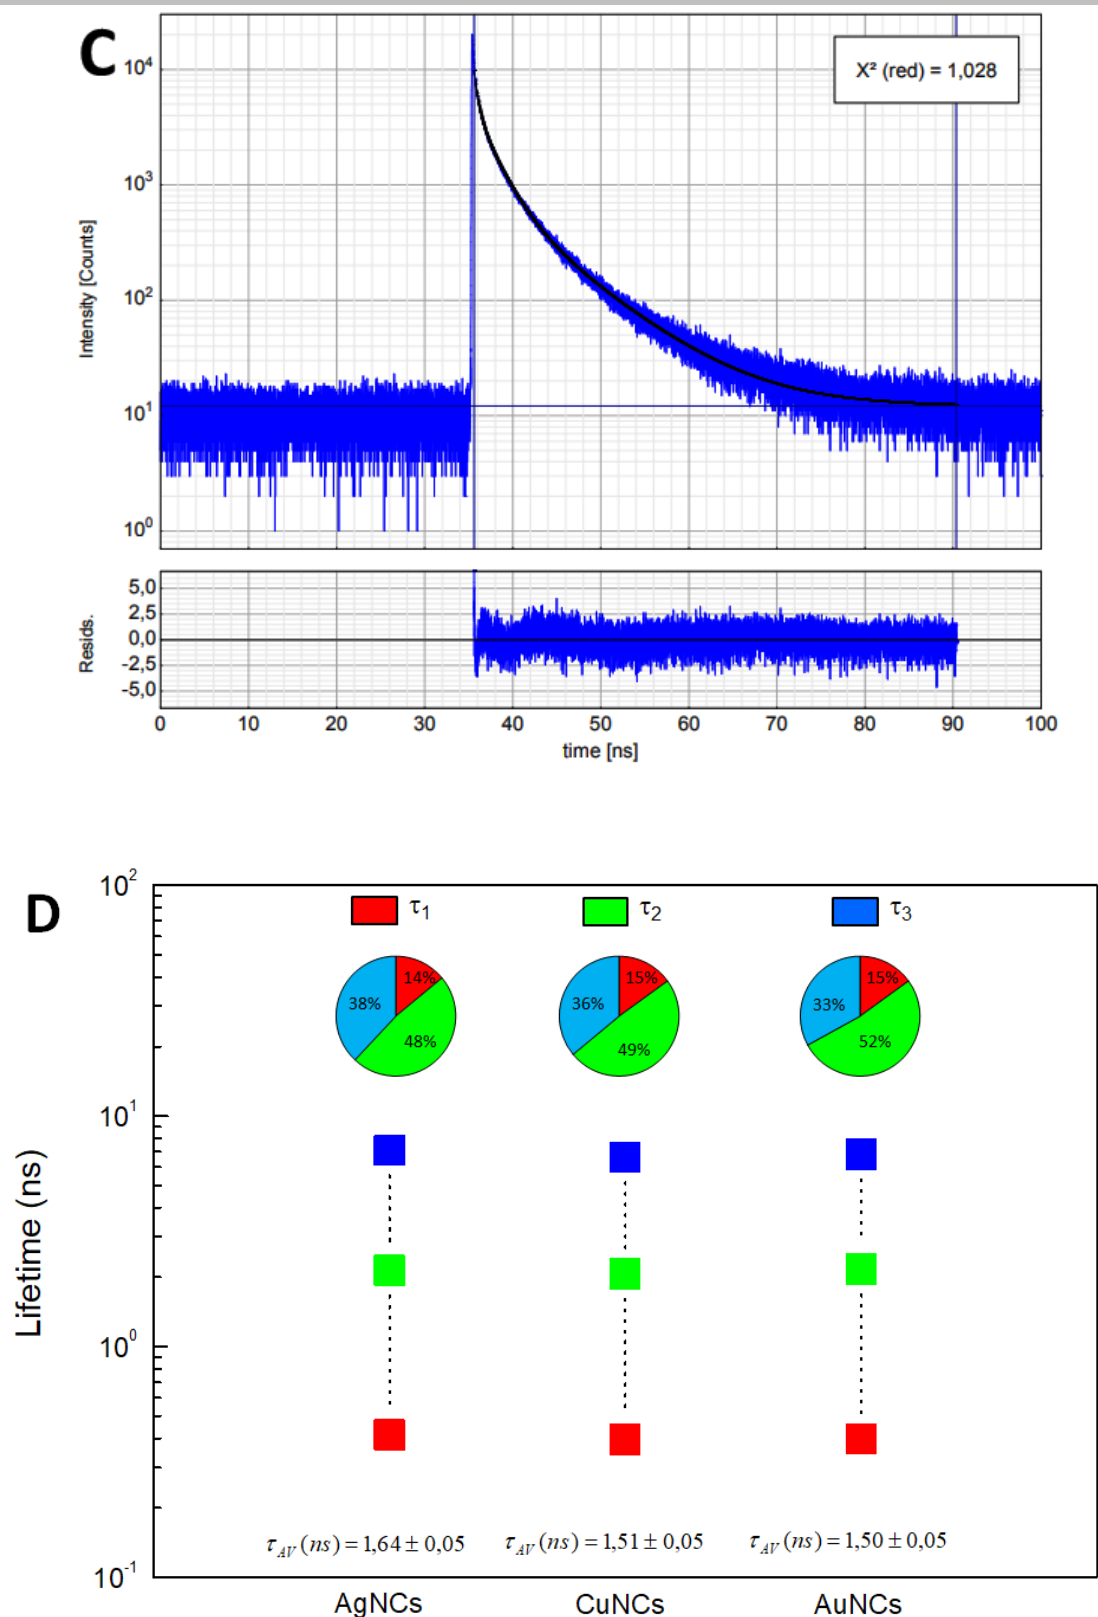 C
X² (red) = 1,028
Intensity [Counts]
10⁴
10³
10²
10¹
10⁰
Resids.
5,0
2,5
0,0
-2,5
-5,0
0 10 20 30 40 50 60 70 80 90 100
time [ns]
D
Lifetime (ns)
10²
10¹
10⁰
10⁻¹
τ₁ τ₂ τ₃
14% 48% 38%
15% 49% 36%
15% 52% 33%
τ_AV (ns) = 1,64 ± 0,05 τ_AV (ns) = 1,51 ± 0,05 τ_AV (ns) = 1,50 ± 0,05
AgNCs CuNCs AuNCs